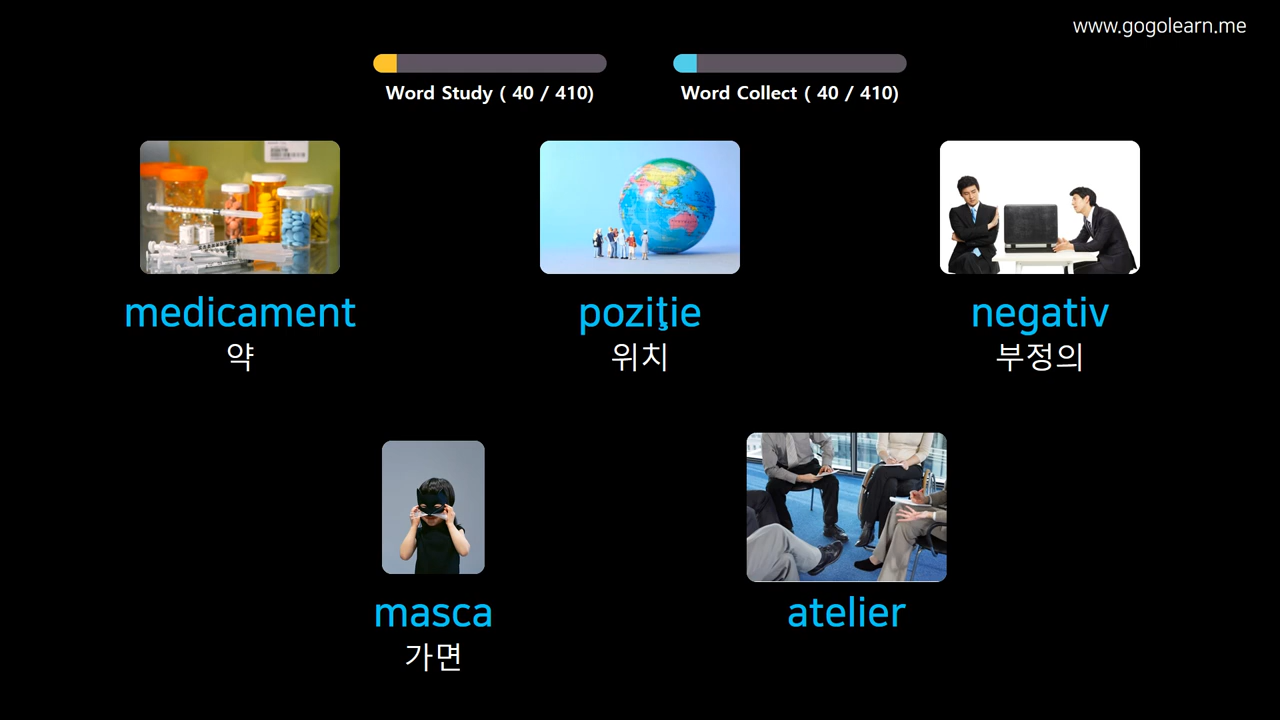 www.gogolearn.me
Word Study ( 40 / 410)
Word Collect ( 40 / 410)
medicament
약
poziţie
위치
negativ
부정의
masca
가면
atelier